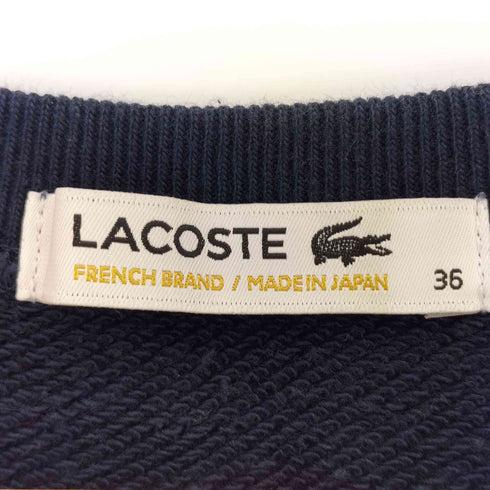 LACOSTE
FRENCH BRAND / MADE IN JAPAN 36